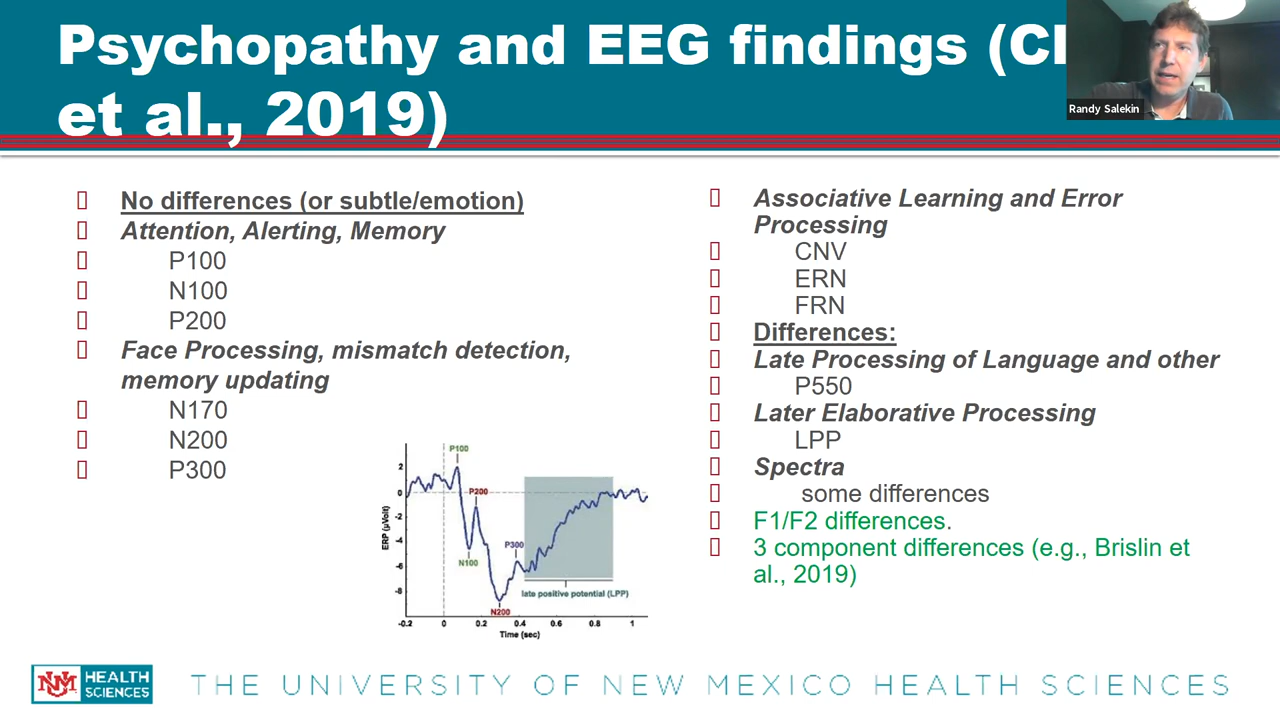 Psychopathy and EEG findings (Cl
et al., 2019)
Randy Salekin
No differences (or subtle/emotion)
Attention, Alerting, Memory
P100
N100
P200
Face Processing, mismatch detection,
memory updating
N170
N200
P300
P100
P200
P300
N100
N200
late positive potential (LPP)
ERP (µVolt)
2
0
-2
-4
-6
-8
-0.2 0 0.2 0.4 0.6 0.8 1
Time (sec)
Associative Learning and Error
Processing
CNV
ERN
FRN
Differences:
Late Processing of Language and other
P550
Later Elaborative Processing
LPP
Spectra
some differences
F1/F2 differences.
3 component differences (e.g., Brislin et
al., 2019)
UNM HEALTH
SCIENCES
THE UNIVERSITY OF NEW MEXICO HEALTH SCIENCES